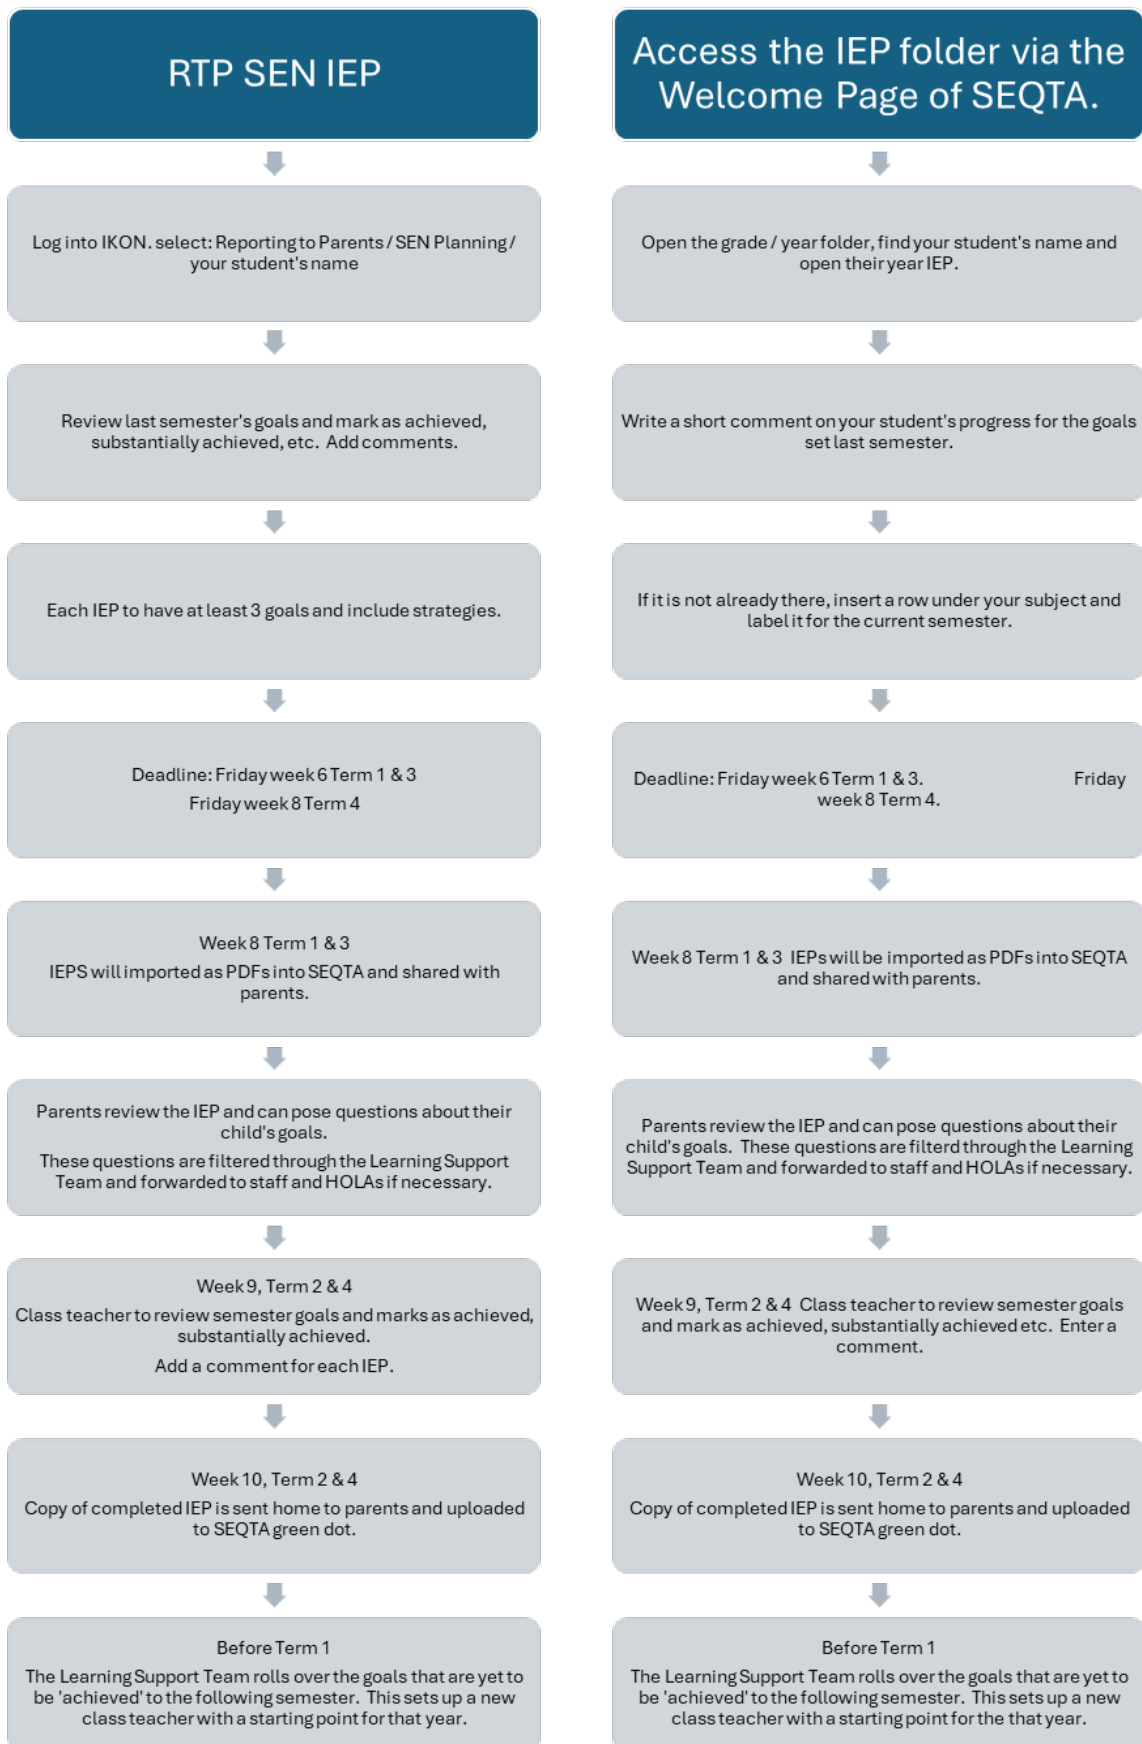 RTP SEN IEP
Log into IKON. select: Reporting to Parents / SEN Planning /
your student's name
Review last semester's goals and mark as achieved,
substantially achieved, etc. Add comments.
Each IEP to have at least 3 goals and include strategies.
Deadline: Friday week 6 Term 1 & 3
Friday week 8 Term 4
Week 8 Term 1 & 3
IEPS will imported as PDFs into SEQTA and shared with
parents.
Parents review the IEP and can pose questions about their
child's goals.
These questions are filtered through the Learning Support
Team and forwarded to staff and HOLAs if necessary.
Week 9, Term 2 & 4
Class teacher to review semester goals and marks as achieved,
substantially achieved.
Add a comment for each IEP.
Week 10, Term 2 & 4
Copy of completed IEP is sent home to parents and uploaded
to SEQTA green dot.
Before Term 1
The Learning Support Team rolls over the goals that are yet to
be 'achieved' to the following semester. This sets up a new
class teacher with a starting point for that year.
Access the IEP folder via the
Welcome Page of SEQTA.
Open the grade / year folder, find your student's name and
open their year IEP.
Write a short comment on your student's progress for the goals
set last semester.
If it is not already there, insert a row under your subject and
label it for the current semester.
Deadline: Friday week 6 Term 1 & 3. Friday
week 8 Term 4.
Week 8 Term 1 & 3 IEPs will be imported as PDFs into SEQTA
and shared with parents.
Parents review the IEP and can pose questions about their
child's goals. These questions are filterd through the Learning
Support Team and forwarded to staff and HOLAs if necessary.
Week 9, Term 2 & 4 Class teacher to review semester goals
and mark as achieved, substantially achieved etc. Enter a
comment.
Week 10, Term 2 & 4
Copy of completed IEP is sent home to parents and uploaded
to SEQTA green dot.
Before Term 1
The Learning Support Team rolls over the goals that are yet to
be 'achieved' to the following semester. This sets up a new
class teacher with a starting point for the that year.